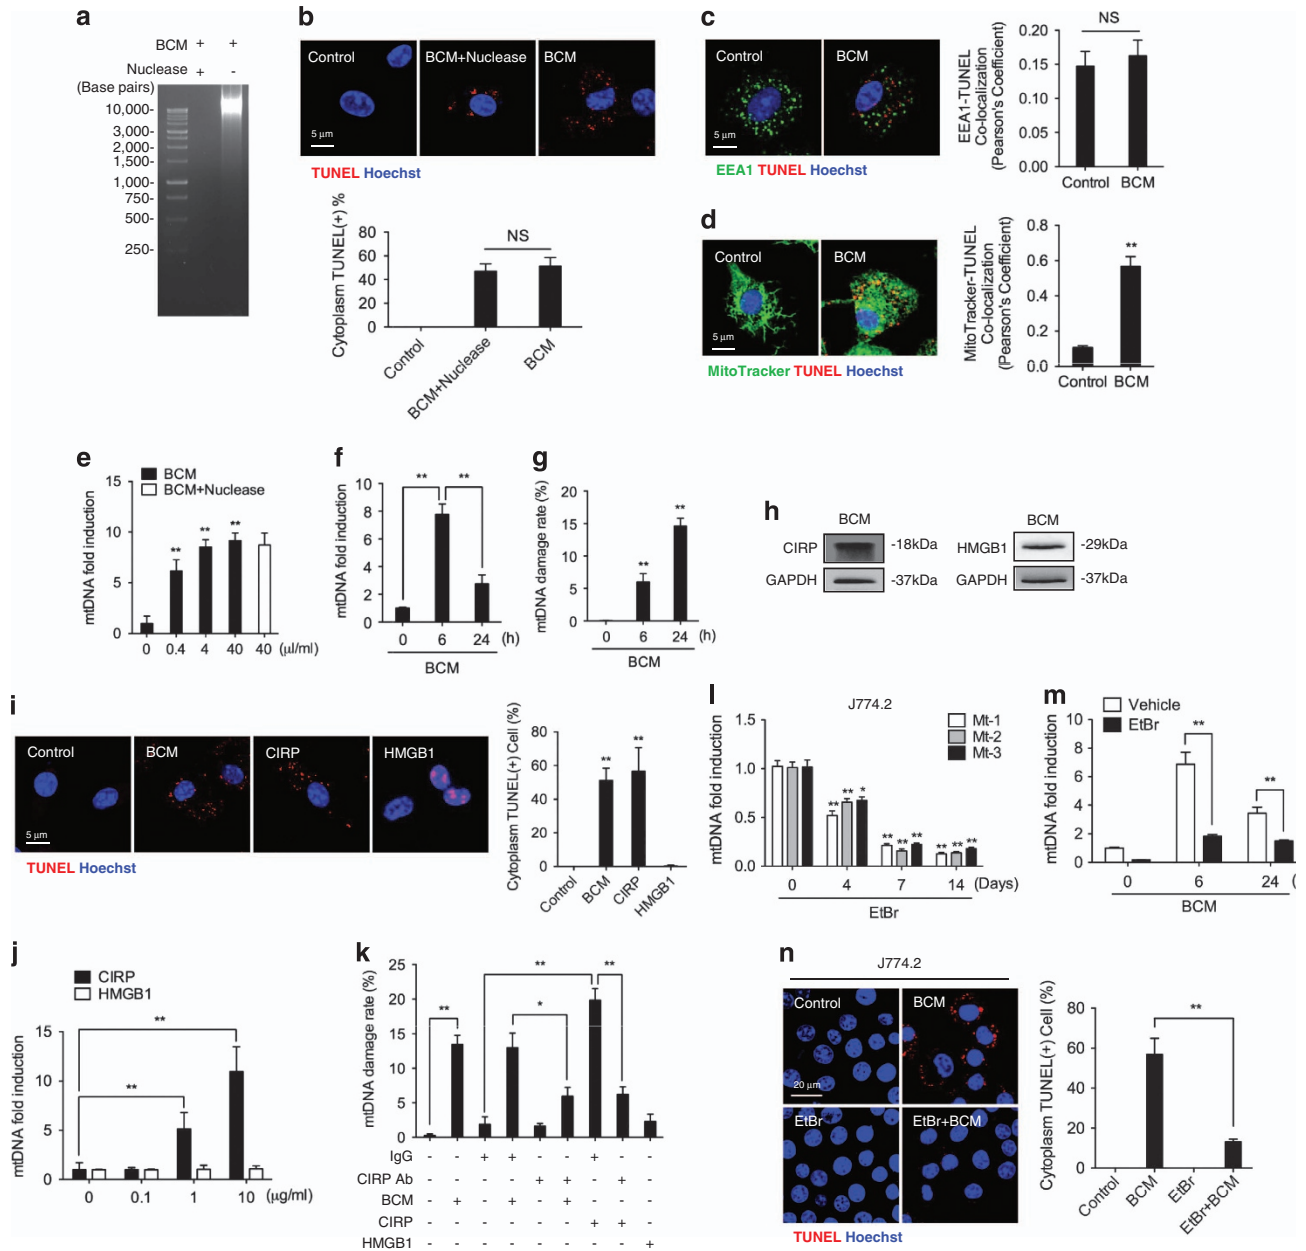 a
BCM + +
Nuclease + -
(Base pairs)
10,000-
3,000-
2,000-
1,500-
1,000-
750-
500-
250-
b
Control
BCM+Nuclease
BCM
5 µm
TUNEL Hoechst
Cytoplasm TUNEL(+) %
80
60
40
20
0
NS
Control
BCM+Nuclease
BCM
c
Control
BCM
5 µm
EEA1 TUNEL Hoechst
EEA1-TUNEL
Co-localization
(Pearson's Coefficient)
0.20
0.15
0.10
0.05
0.00
NS
Control BCM
d
Control
BCM
5 µm
MitoTracker TUNEL Hoechst
MitoTracker-TUNEL
Co-localization
(Pearson's Coefficient)
0.8
0.6
0.4
0.2
0.0
**
Control BCM
e
BCM
BCM+Nuclease
mtDNA fold induction
15
10
5
0
** ** **
0 0.4 4 40 40 (µl/ml)
f
mtDNA fold induction
10
8
6
4
2
0
** **
0 6 24 (h)
BCM
g
mtDNA damage rate (%)
20
15
10
5
0
** **
0 6 24 (h)
BCM
h
BCM
CIRP -18kDa
GAPDH -37kDa
BCM
HMGB1 -29kDa
GAPDH -37kDa
i
Control
BCM
CIRP
HMGB1
5 µm
TUNEL Hoechst
Cytoplasm TUNEL(+) Cell (%)
80
60
40
20
0
** **
Control
BCM
CIRP
HMGB1
l
J774.2
Mt-1
Mt-2
Mt-3
mtDNA fold induction
1.5
1.0
0.5
0.0
** ** *
** ** **
** ** **
0 4 7 14 (Days)
EtBr
m
Vehicle
EtBr
mtDNA fold induction
10
8
6
4
2
0
** **
0 6 24 (
BCM
j
CIRP
HMGB1
mtDNA fold induction
15
10
5
0
**
**
0 0.1 1 10 (µg/ml)
k
mtDNA damage rate (%)
25
20
15
10
5
0
** ** * **
IgG - - + + - - + - -
CIRP Ab - - - - + + - + -
BCM - + - + - + - - -
CIRP - - - - - - + + -
HMGB1 - - - - - - - - +
n
J774.2
Control
BCM
20 µm
EtBr
EtBr+BCM
TUNEL Hoechst
Cytoplasm TUNEL(+) Cell (%)
80
60
40
20
0
**
Control
BCM
EtBr
EtBr+BCM